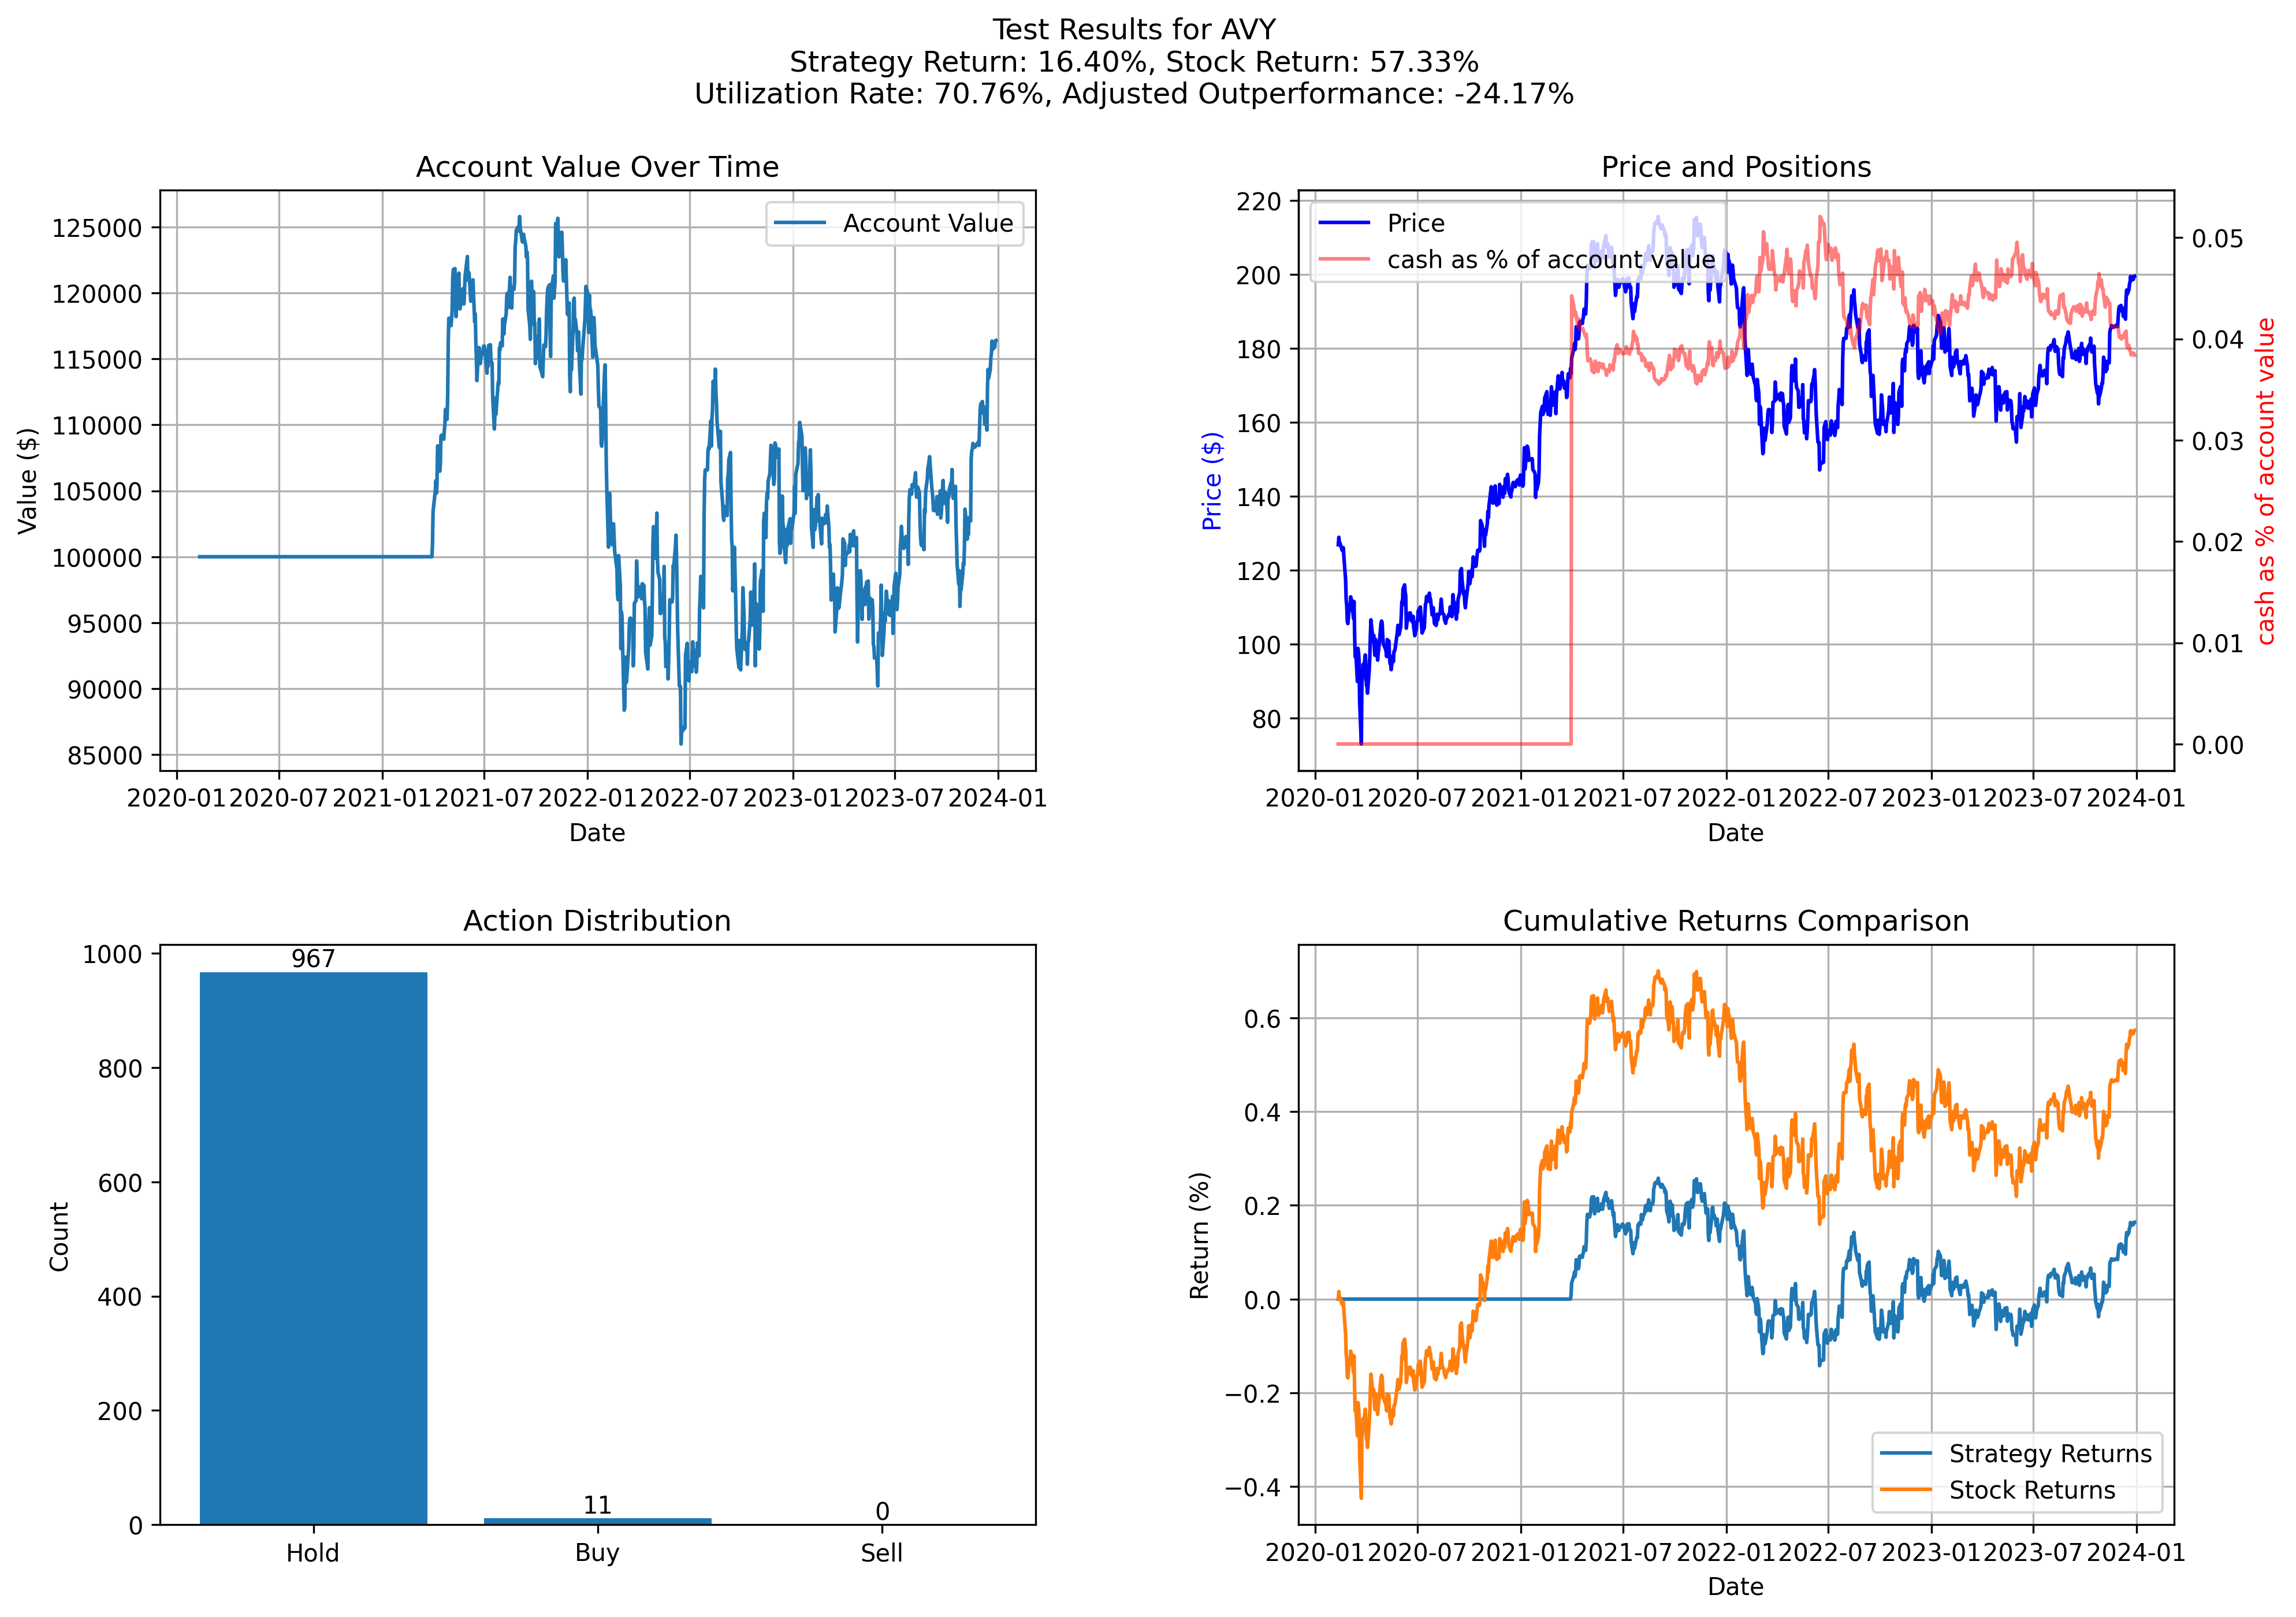 Test Results for AVY
Strategy Return: 16.40%, Stock Return: 57.33%
Utilization Rate: 70.76%, Adjusted Outperformance: -24.17%
Account Value Over Time
Value ($)
125000
120000
115000
110000
105000
100000
95000
90000
85000
Account Value
2020-01 2020-07 2021-01 2021-07 2022-01 2022-07 2023-01 2023-07 2024-01
Date
Price and Positions
Price ($)
220
200
180
160
140
120
100
80
Price
cash as % of account value
0.05
0.04
0.03
0.02
0.01
0.00
cash as % of account value
2020-01 2020-07 2021-01 2021-07 2022-01 2022-07 2023-01 2023-07 2024-01
Date
Action Distribution
Count
1000
800
600
400
200
0
967
11
0
Hold Buy Sell
Cumulative Returns Comparison
Return (%)
0.6
0.4
0.2
0.0
−0.2
−0.4
Strategy Returns
Stock Returns
2020-01 2020-07 2021-01 2021-07 2022-01 2022-07 2023-01 2023-07 2024-01
Date